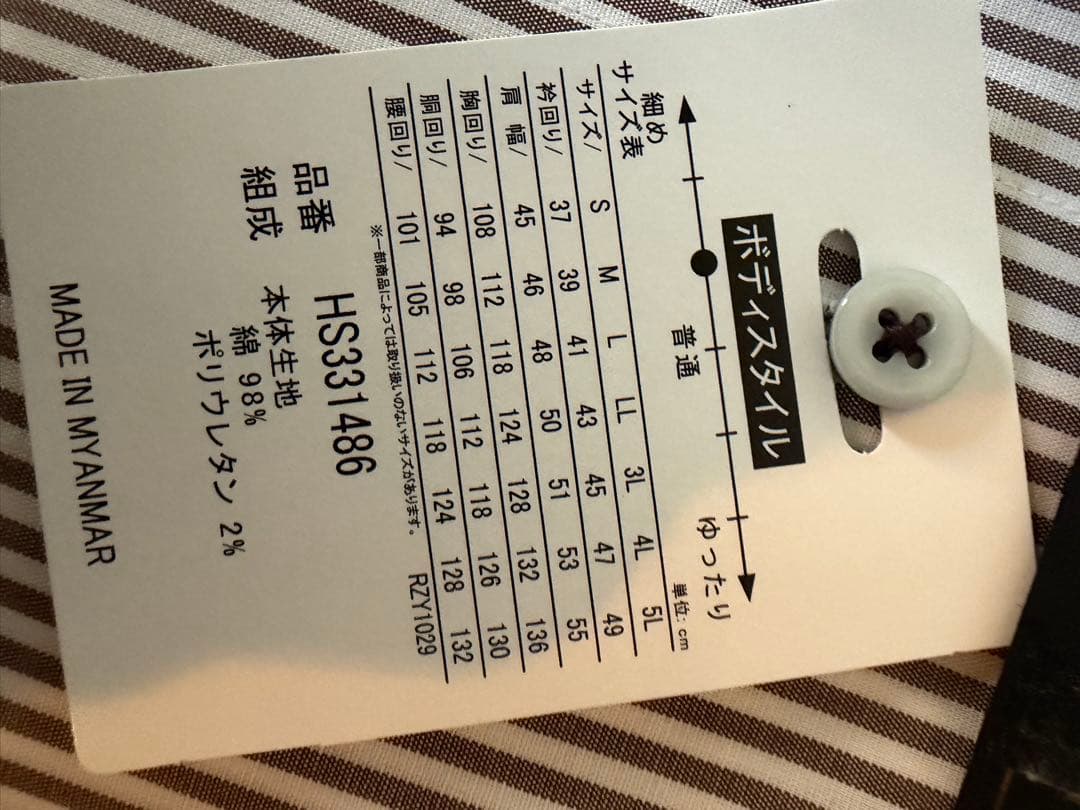 ボディスタイル
細め 普通 ゆったり
サイズ表 単位:cm
サイズ/ S M L LL 3L 4L 5L
衿回り/ 37 39 41 43 45 47 49
肩 幅/ 45 46 48 50 51 53 55
胸回り/ 108 112 118 124 128 132 136
胴回り/ 94 98 106 112 118 126 130
腰回り/ 101 105 112 118 124 128 132
※一部商品によっては取り扱いのないサイズがあります。 RZY1029
品番 HS331486
組成 本体生地
綿 98%
ポリウレタン 2%
MADE IN MYANMAR